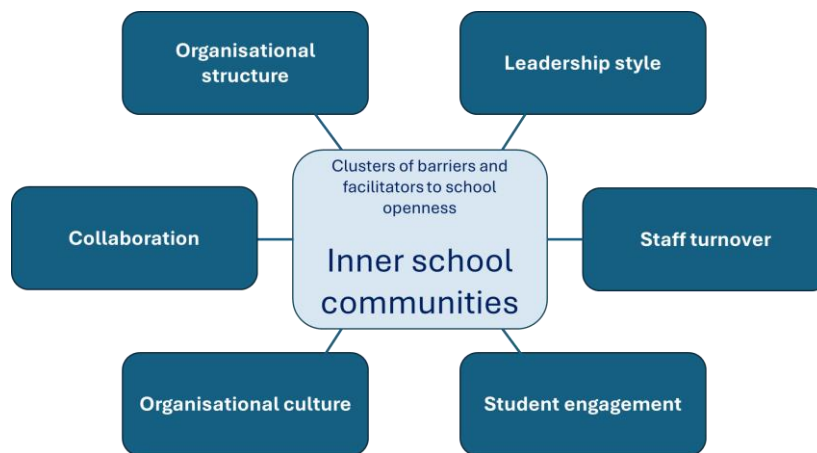 Organisational
structure
Leadership style
Clusters of barriers and
facilitators to school
openness
Inner school
communities
Collaboration
Staff turnover
Organisational culture
Student engagement